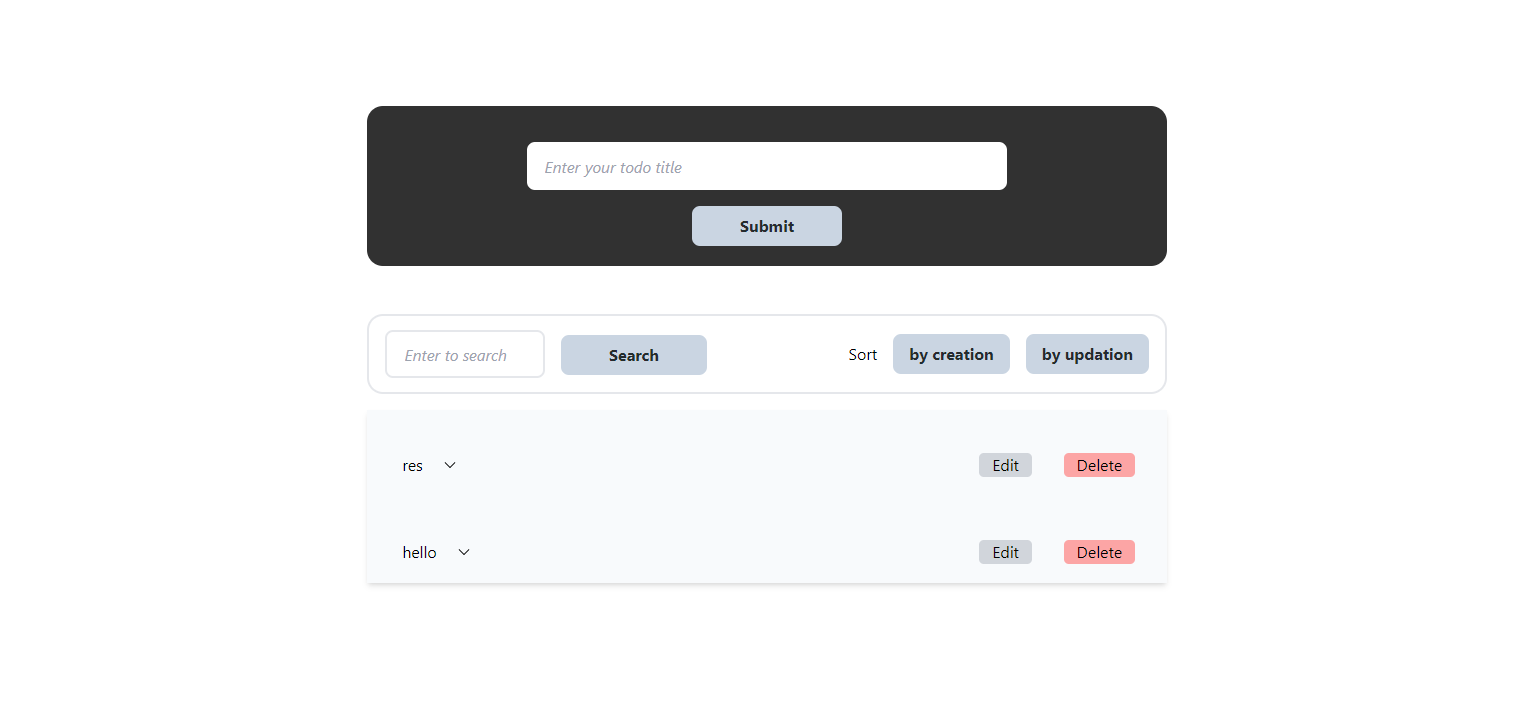 Enter your todo title
Submit
Enter to search Search Sort by creation by updation
res Edit Delete
hello Edit Delete